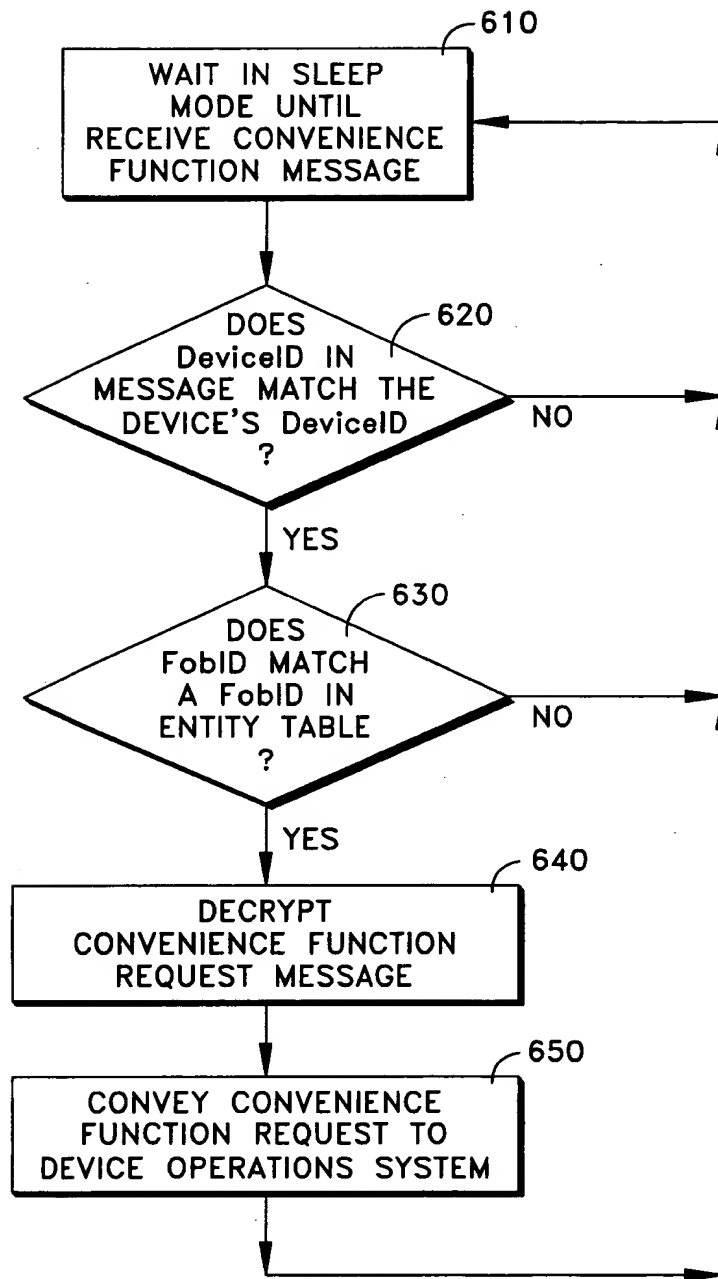 610
WAIT IN SLEEP
MODE UNTIL
RECEIVE CONVENIENCE
FUNCTION MESSAGE
620
DOES
DeviceID IN
MESSAGE MATCH THE
DEVICE'S DeviceID
?
NO
YES
630
DOES
FobID MATCH
A FobID IN
ENTITY TABLE
?
NO
YES
640
DECRYPT
CONVENIENCE FUNCTION
REQUEST MESSAGE
650
CONVEY CONVENIENCE
FUNCTION REQUEST TO
DEVICE OPERATIONS SYSTEM